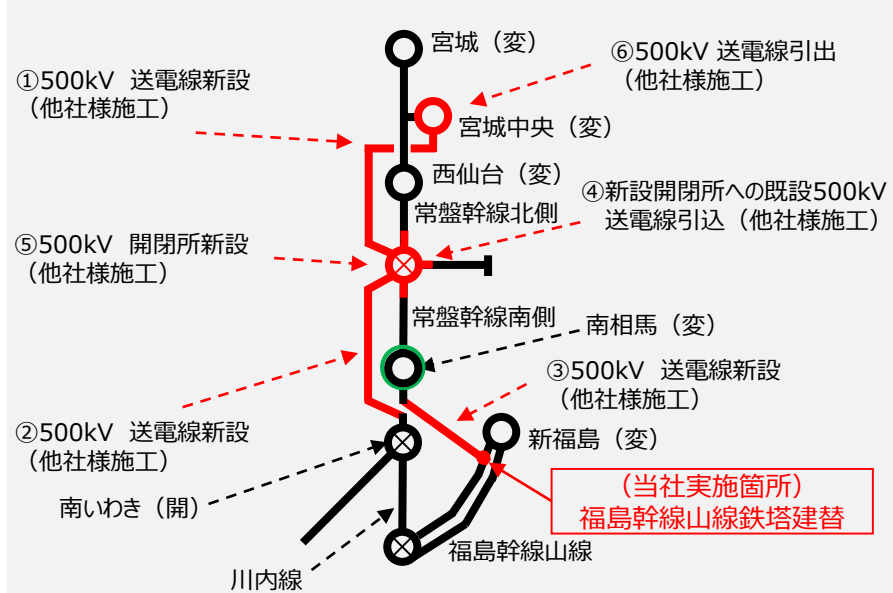 宮城（変）
⑥500kV 送電線引出
（他社様施工）
①500kV 送電線新設
（他社様施工）
宮城中央（変）
西仙台（変）
④新設開閉所への既設500kV
送電線引込（他社様施工）
常盤幹線北側
⑤500kV 開閉所新設
（他社様施工）
常盤幹線南側
南相馬（変）
③500kV 送電線新設
（他社様施工）
②500kV 送電線新設
（他社様施工）
新福島（変）
（当社実施箇所）
福島幹線山線鉄塔建替
南いわき（開）
福島幹線山線
川内線